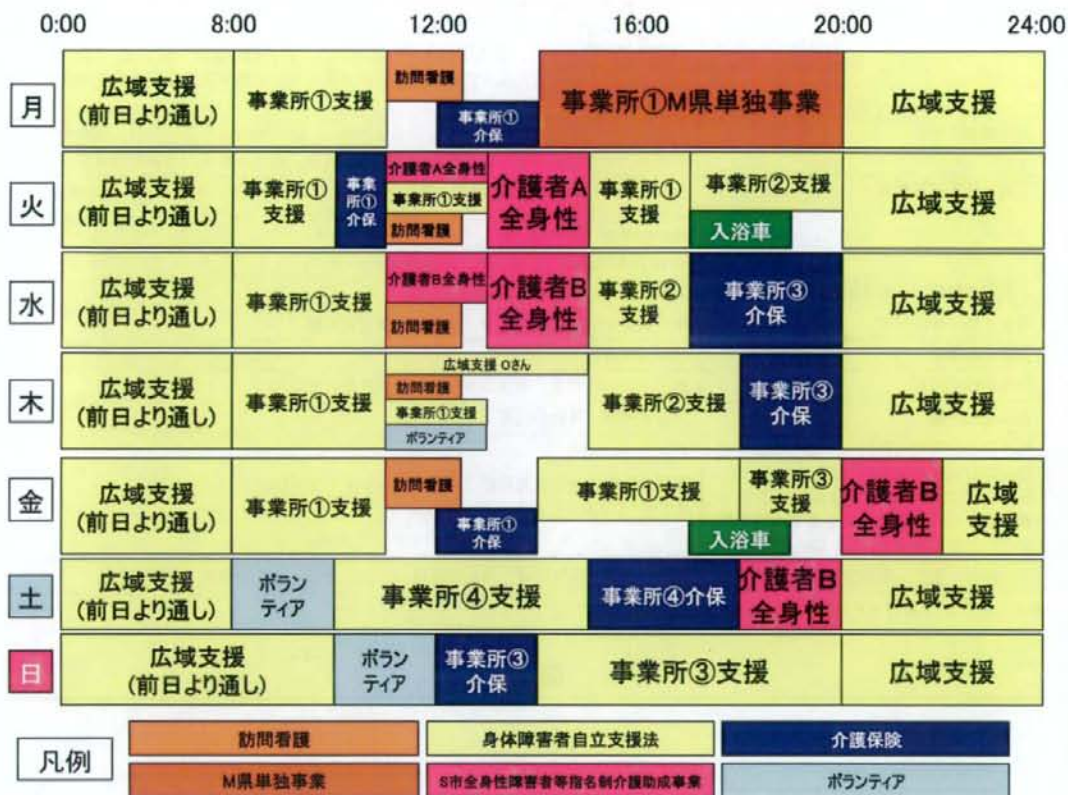 0:00 8:00 12:00 16:00 20:00 24:00
月
広域支援
(前日より通し)
事業所①支援
訪問看護
事業所①
介保
事業所①M県単独事業
広域支援
火
広域支援
(前日より通し)
事業所①
支援
事業
所①
介保
介護者A全身性
事業所①支援
訪問看護
介護者A
全身性
事業所①
支援
事業所②支援
入浴車
広域支援
水
広域支援
(前日より通し)
事業所①支援
介護者B全身性
訪問看護
介護者B
全身性
事業所②
支援
事業所③
介保
広域支援
木
広域支援
(前日より通し)
事業所①支援
広域支援 Oさん
訪問看護
事業所①支援
ボランティア
事業所②支援
事業所③
介保
広域支援
金
広域支援
(前日より通し)
事業所①支援
訪問看護
事業所①
介保
事業所①支援
事業所③
支援
入浴車
介護者B
全身性
広域
支援
土
広域支援
(前日より通し)
ボラン
ティア
事業所④支援
事業所④介保
介護者B
全身性
広域支援
日
広域支援
(前日より通し)
ボラン
ティア
事業所③
介保
事業所③支援
広域支援
凡例
訪問看護
身体障害者自立支援法
介護保険
M県単独事業
S市全身性障害者等指名制介護助成事業
ボランティア